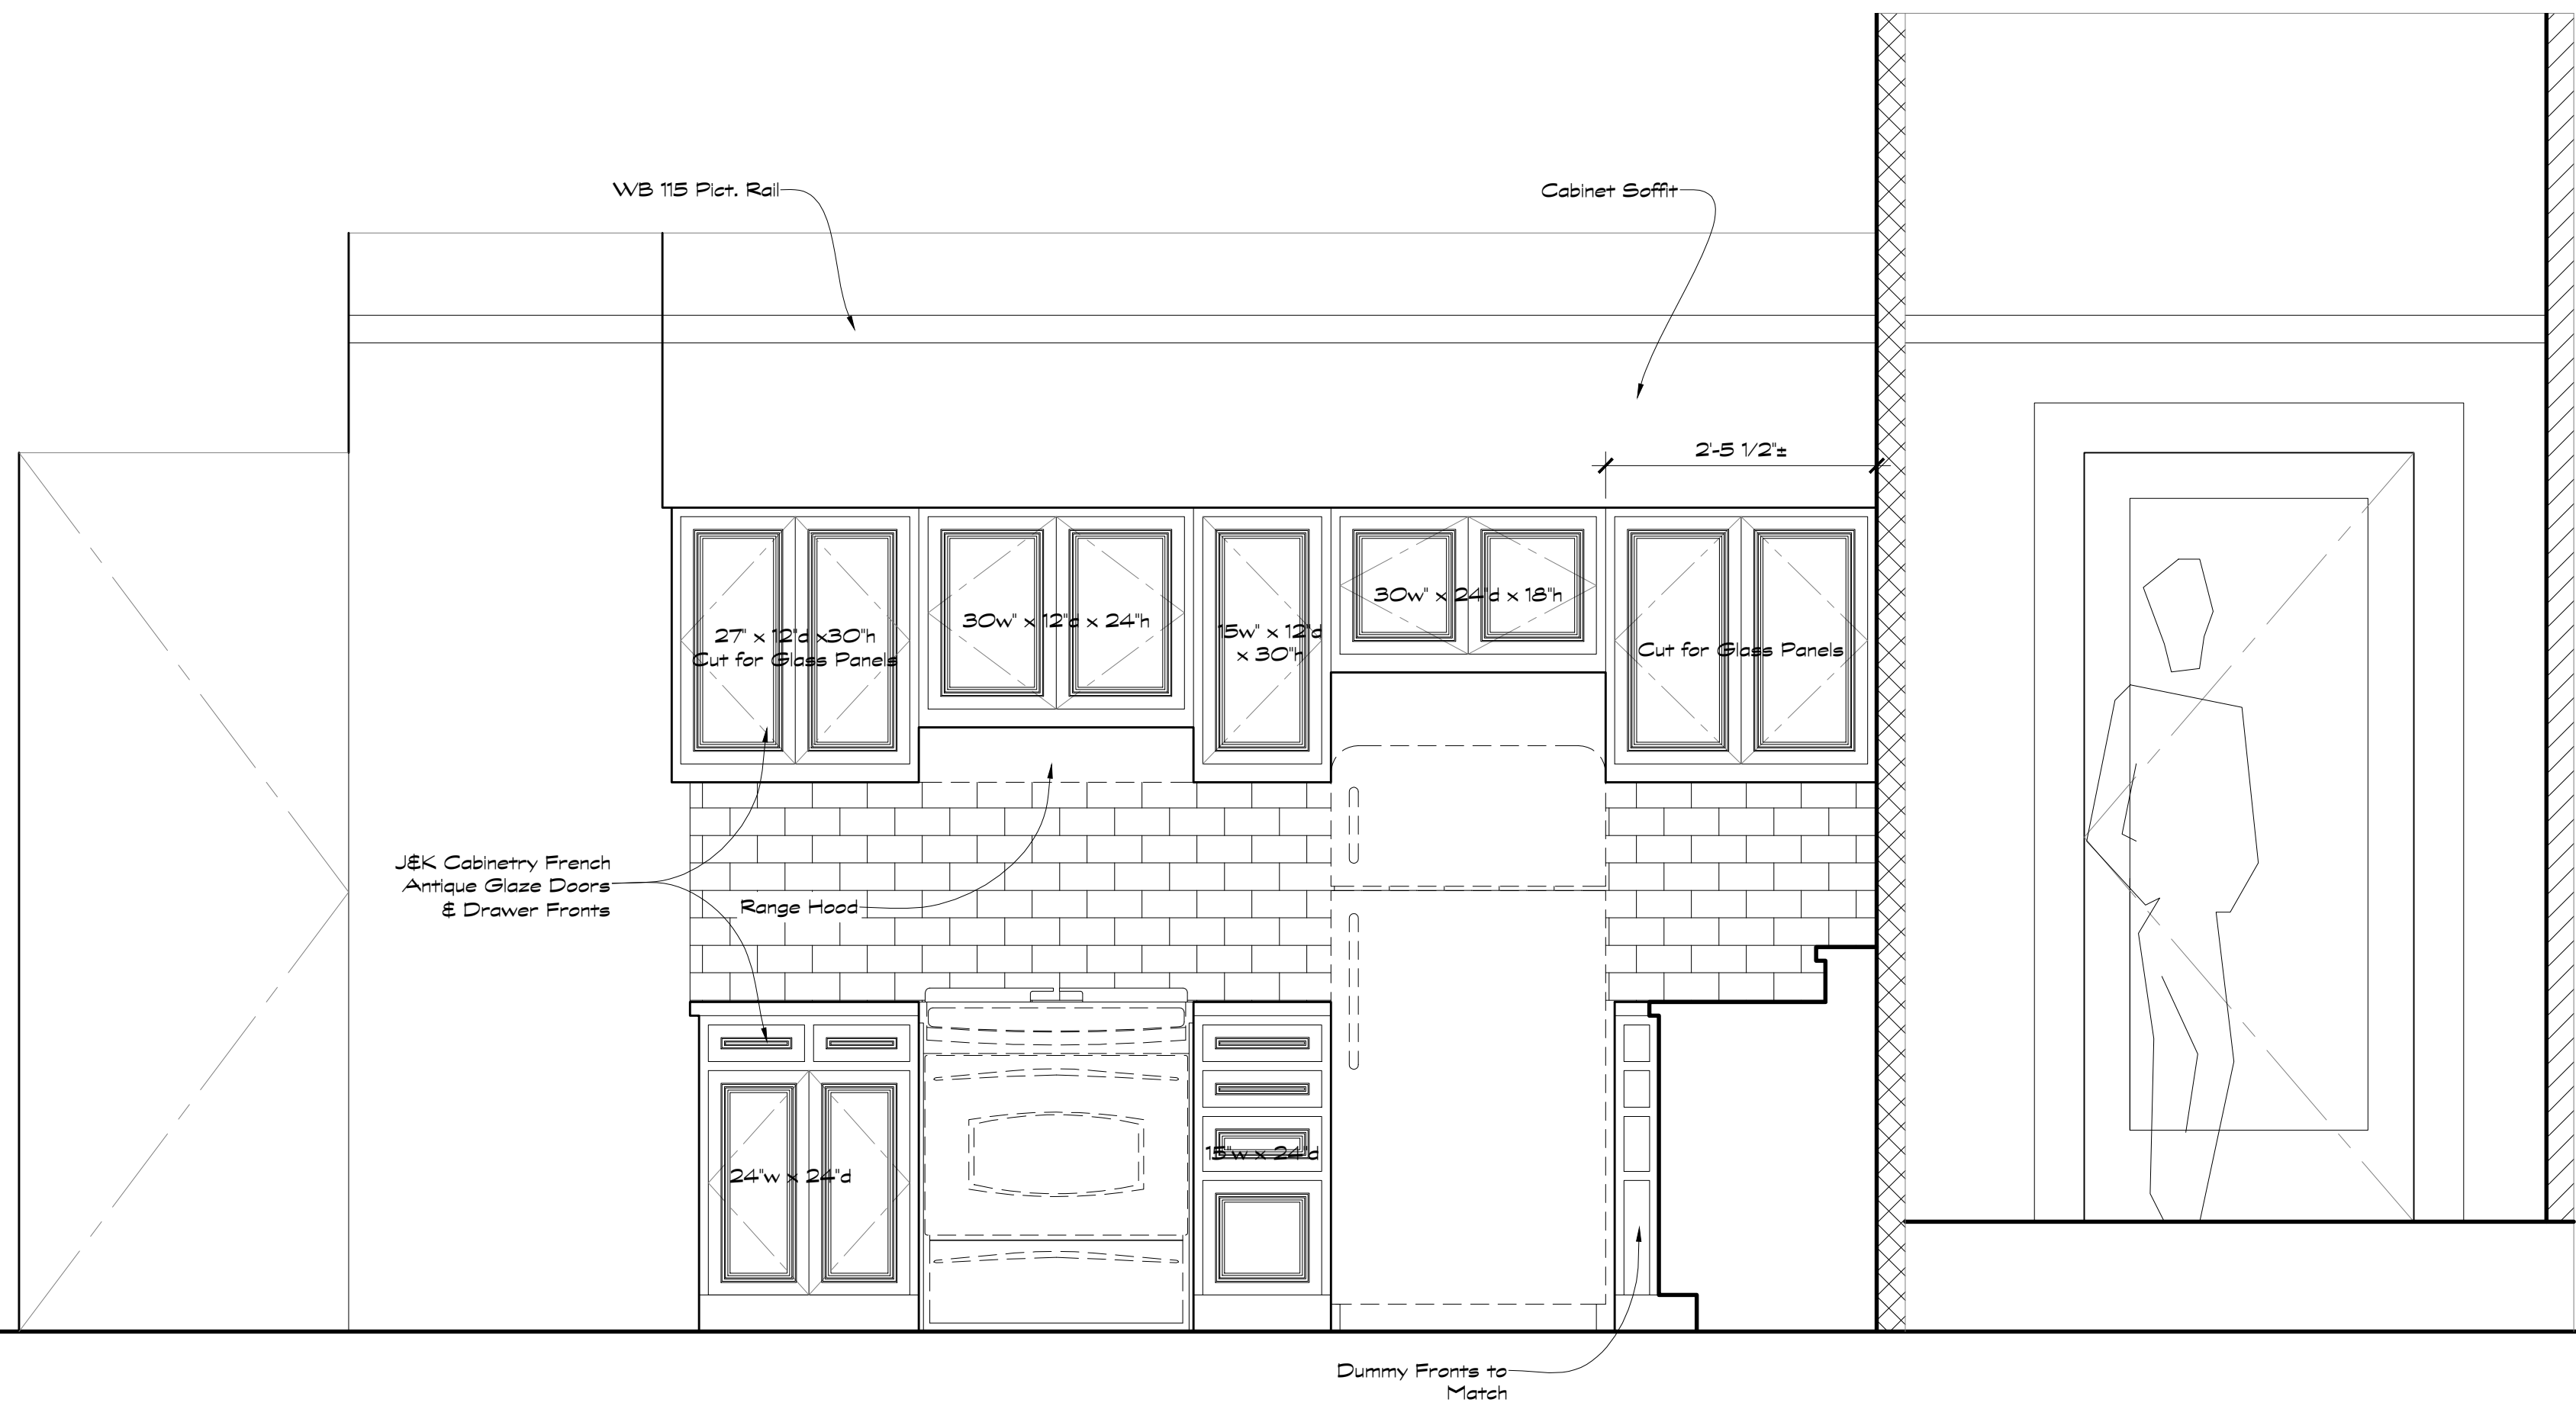 WB 115 Pict. Rail
Cabinet Soffit
2'-5 1/2"±
27" x 12"d x30"h
Cut for Glass Panels
30w" x 12"d x 24"h
15w" x 12"d
x 30"h
30w" x 24"d x 18"h
Cut for Glass Panels
J&K Cabinetry French
Antique Glaze Doors
& Drawer Fronts
Range Hood
24"w x 24"d
15"w x 24"d
Dummy Fronts to
Match